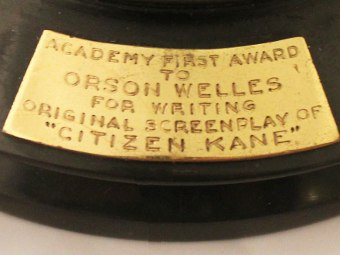 ACADEMY FIRST AWARD
TO
ORSON WELLES
FOR WRITING
ORIGINAL SCREENPLAY OF
"CITIZEN KANE"